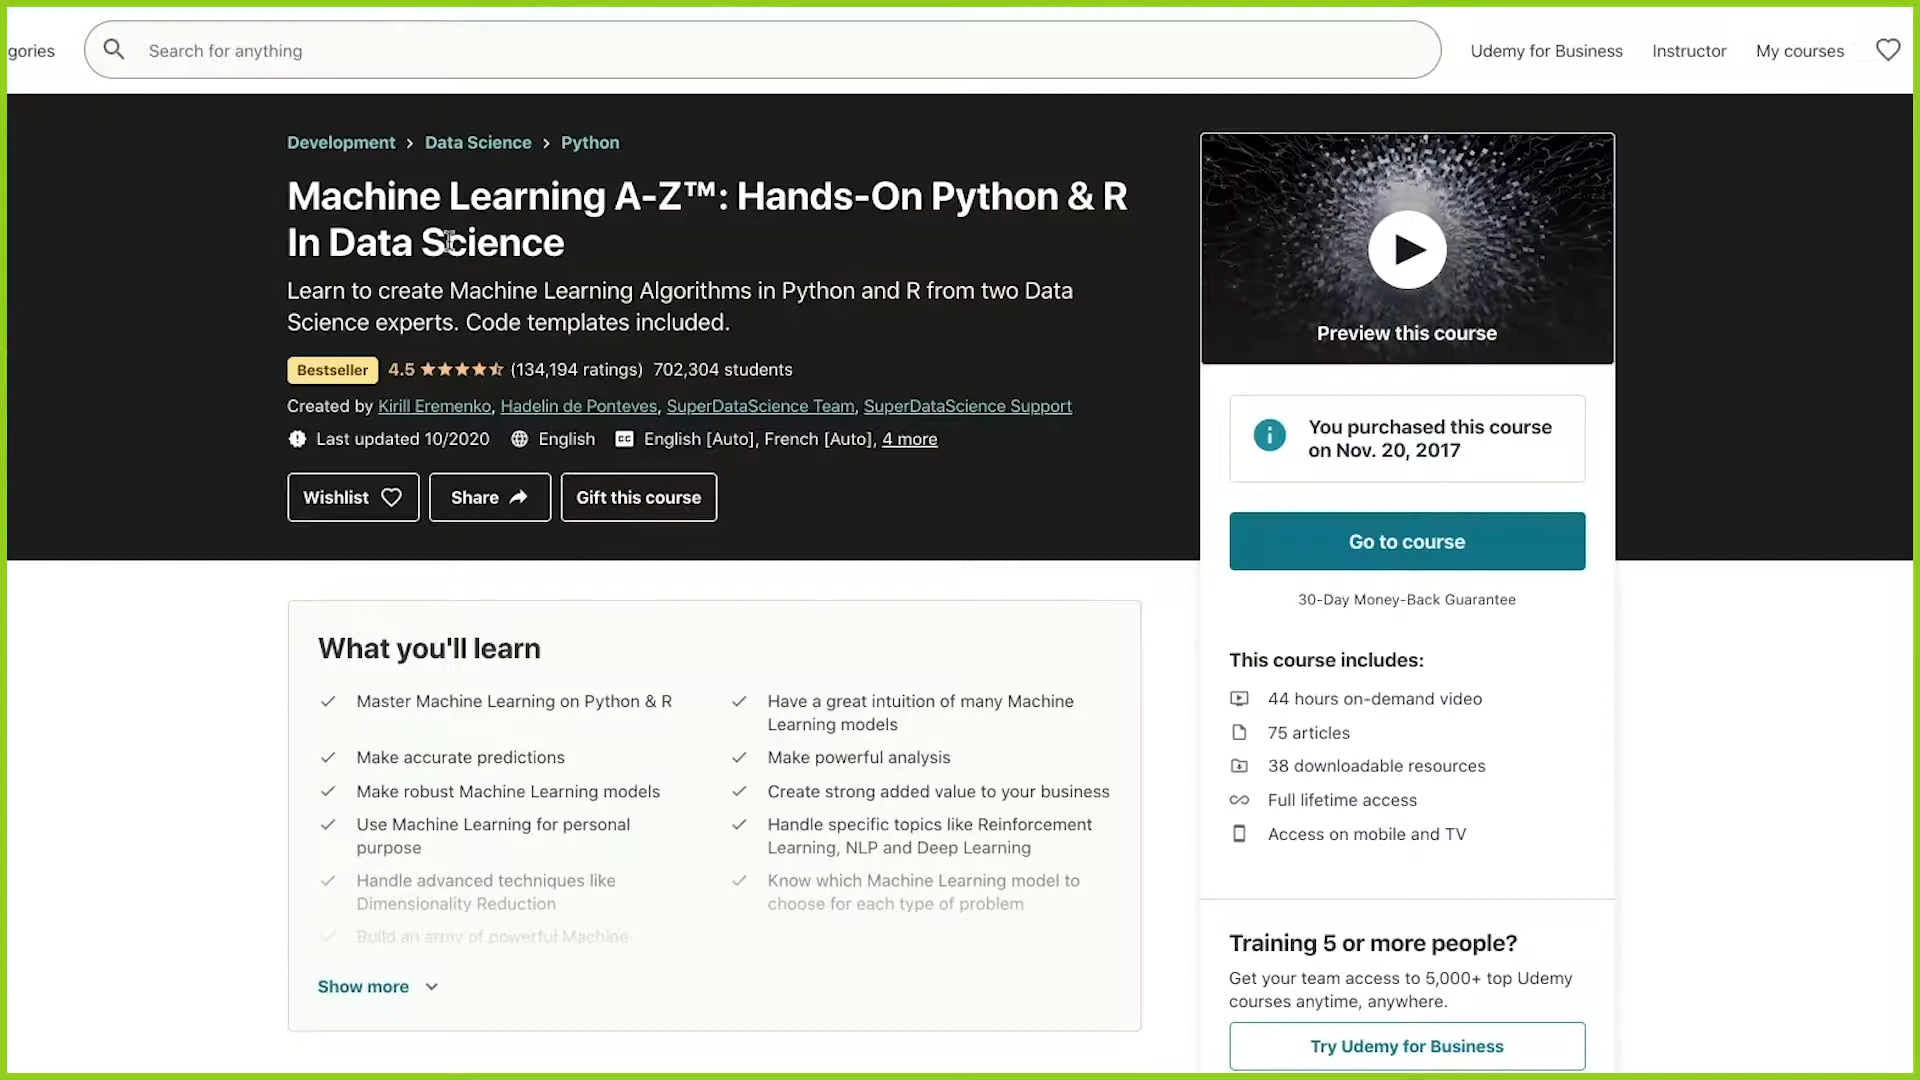 gories
Search for anything
Udemy for Business
Instructor
My courses
Development > Data Science > Python
Machine Learning A-Z™: Hands-On Python & R
In Data Science
Learn to create Machine Learning Algorithms in Python and R from two Data
Science experts. Code templates included.
Bestseller 4.5 (134,194 ratings) 702,304 students
Created by Kirill Eremenko, Hadelin de Ponteves, SuperDataScience Team, SuperDataScience Support
Last updated 10/2020 English CC English [Auto], French [Auto], 4 more
Wishlist
Share
Gift this course
Preview this course
You purchased this course
on Nov. 20, 2017
Go to course
30-Day Money-Back Guarantee
This course includes:
44 hours on-demand video
75 articles
38 downloadable resources
Full lifetime access
Access on mobile and TV
Training 5 or more people?
Get your team access to 5,000+ top Udemy
courses anytime, anywhere.
Try Udemy for Business
What you'll learn
Master Machine Learning on Python & R
Have a great intuition of many Machine
Learning models
Make accurate predictions
Make powerful analysis
Make robust Machine Learning models
Create strong added value to your business
Use Machine Learning for personal
purpose
Handle specific topics like Reinforcement
Learning, NLP and Deep Learning
Handle advanced techniques like
Dimensionality Reduction
Know which Machine Learning model to
choose for each type of problem
Build an army of powerful Machine
Show more